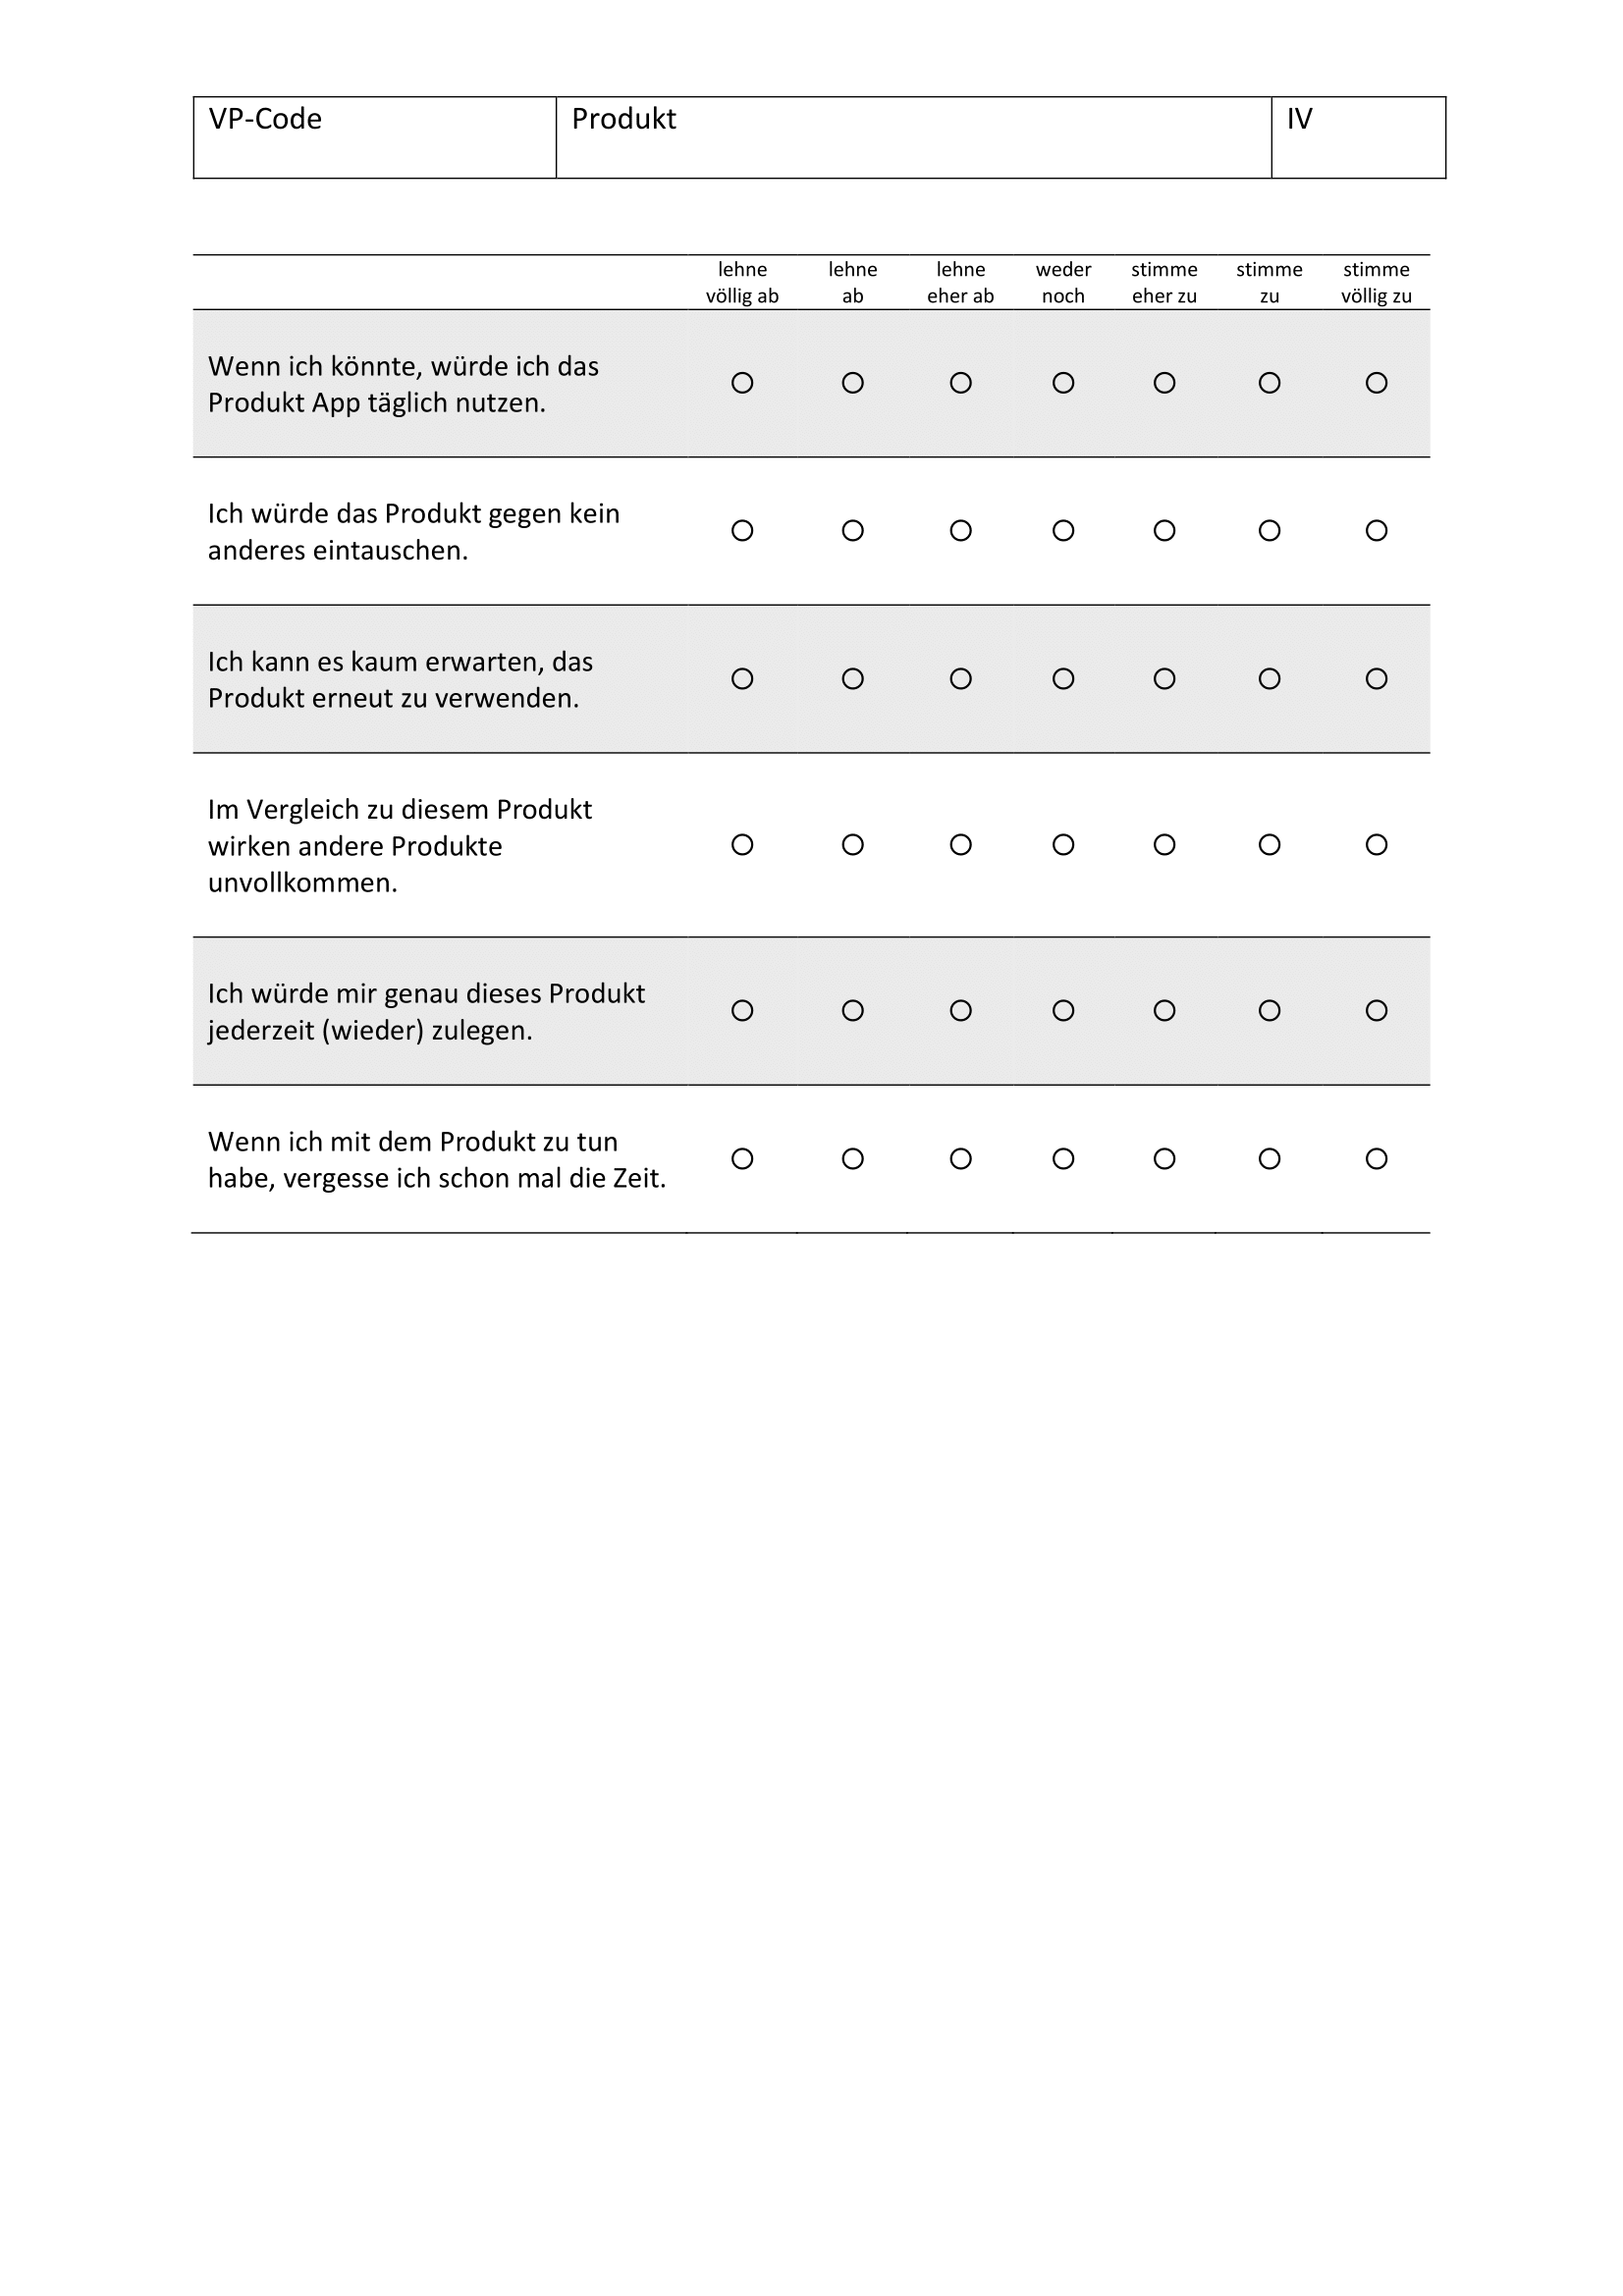 VP-Code
Produkt
IV
lehne völlig ab
lehne ab
lehne eher ab
weder noch
stimme eher zu
stimme zu
stimme völlig zu
Wenn ich könnte, würde ich das
Produkt App täglich nutzen.
Ich würde das Produkt gegen kein
anderes eintauschen.
Ich kann es kaum erwarten, das
Produkt erneut zu verwenden.
Im Vergleich zu diesem Produkt
wirken andere Produkte
unvollkommen.
Ich würde mir genau dieses Produkt
jederzeit (wieder) zulegen.
Wenn ich mit dem Produkt zu tun
habe, vergesse ich schon mal die Zeit.